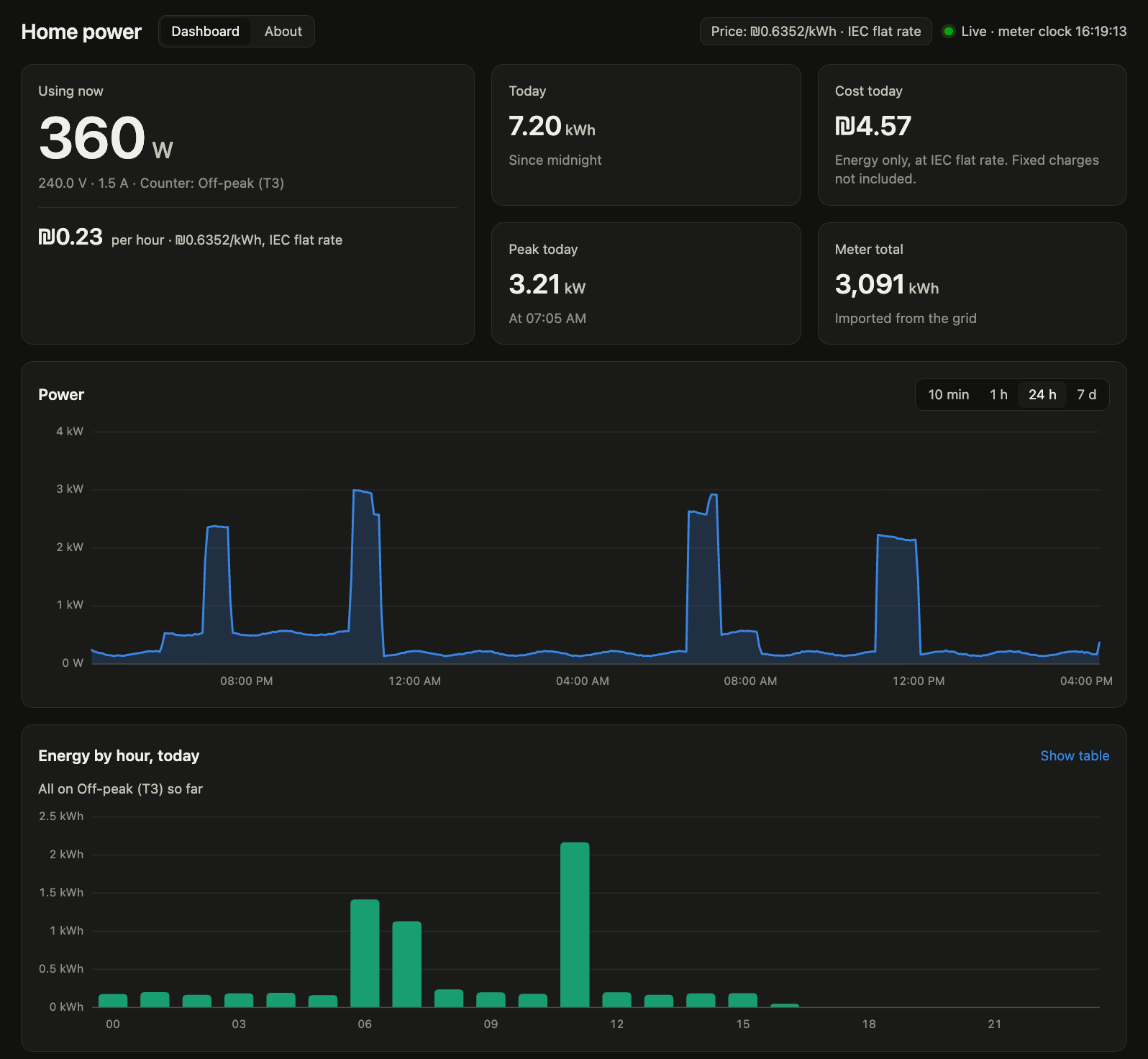 Home power
Dashboard
About
Price: ₪0.6352/kWh · IEC flat rate
Live · meter clock 16:19:13
Using now
360 W
240.0 V · 1.5 A · Counter: Off-peak (T3)
₪0.23 per hour · ₪0.6352/kWh, IEC flat rate
Today
7.20 kWh
Since midnight
Cost today
₪4.57
Energy only, at IEC flat rate. Fixed charges
not included.
Peak today
3.21 kW
At 07:05 AM
Meter total
3,091 kWh
Imported from the grid
Power
10 min
1 h
24 h
7 d
4 kW
3 kW
2 kW
1 kW
0 W
08:00 PM
12:00 AM
04:00 AM
08:00 AM
12:00 PM
04:00 PM
Energy by hour, today
Show table
All on Off-peak (T3) so far
2.5 kWh
2 kWh
1.5 kWh
1 kWh
0.5 kWh
0 kWh
00
03
06
09
12
15
18
21